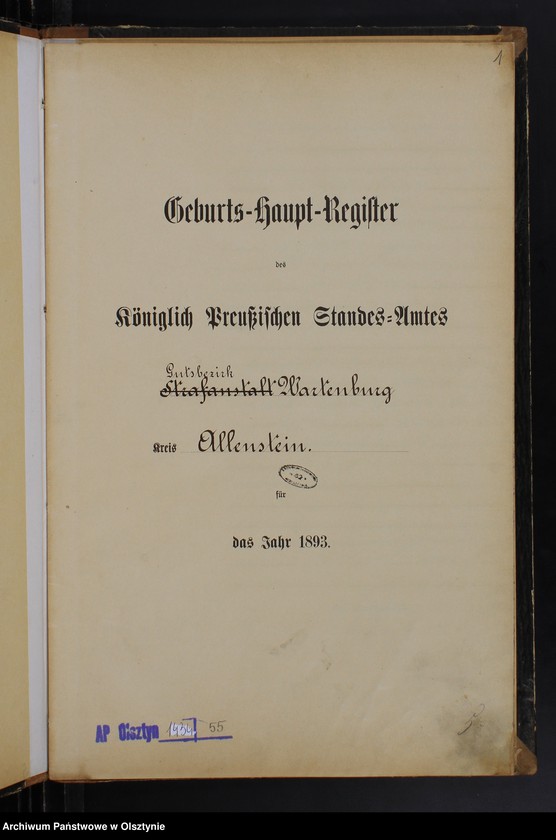 1
Geburts-Haupt-Register
des
Königlich Preußischen Standes-Amtes
Gutsbezirk
Strafanstalt Wartenburg
Kreis Allenstein.
für
das Jahr 1893.
AP Olsztyn 55
Archiwum Państwowe w Olsztynie